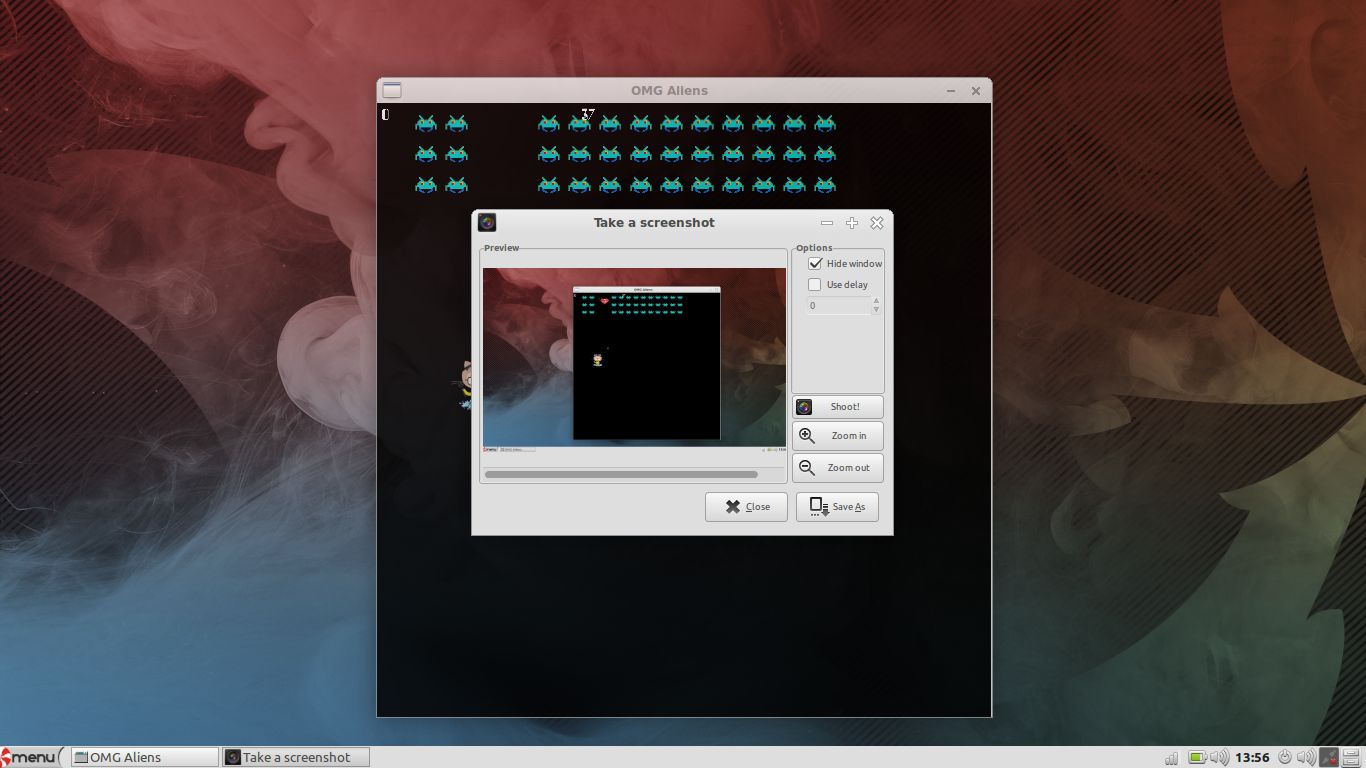 OMG Aliens
0
37
Take a screenshot
Preview
Options
Hide window
Use delay
0
Shoot!
Zoom in
Zoom out
Close
Save As
menu
OMG Aliens
Take a screenshot
13:56